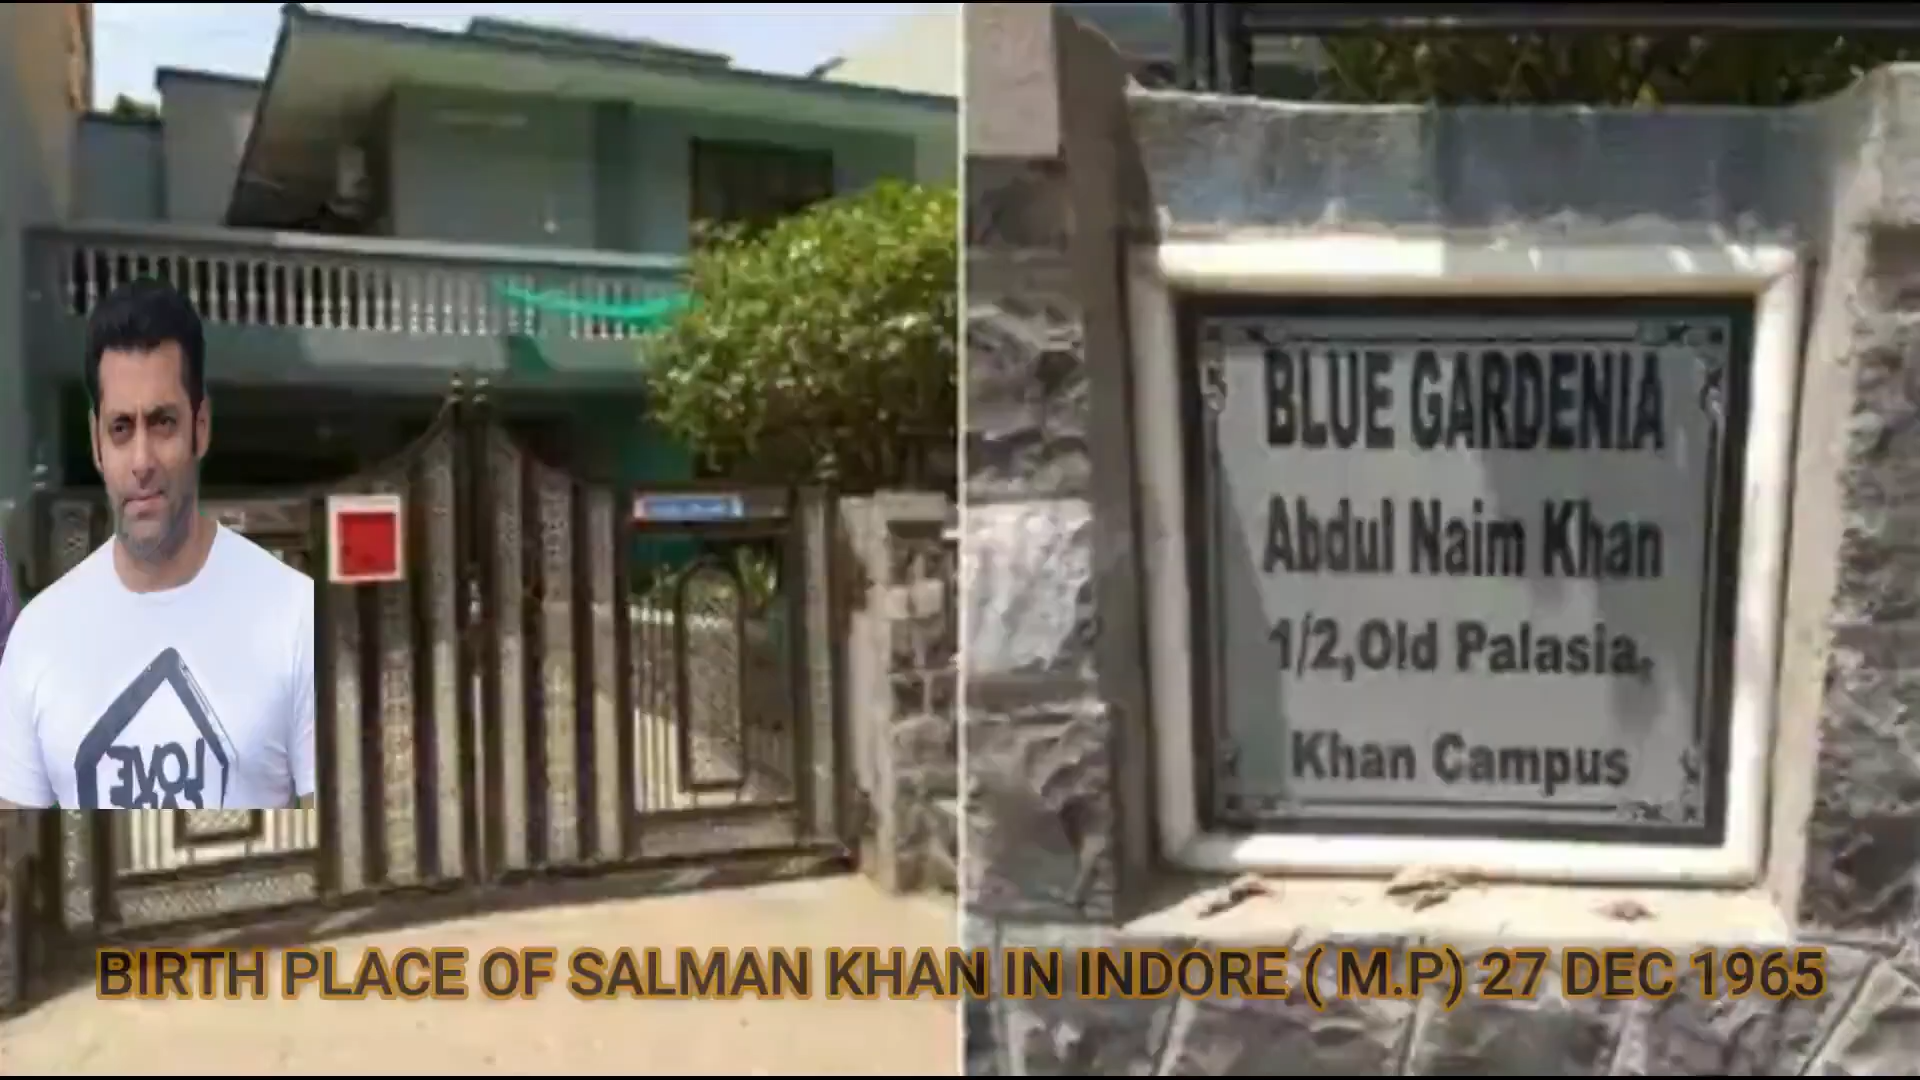 LOVE
BLUE GARDENIA
Abdul Naim Khan
1/2,Old Palasia,
Khan Campus
BIRTH PLACE OF SALMAN KHAN IN INDORE ( M.P) 27 DEC 1965